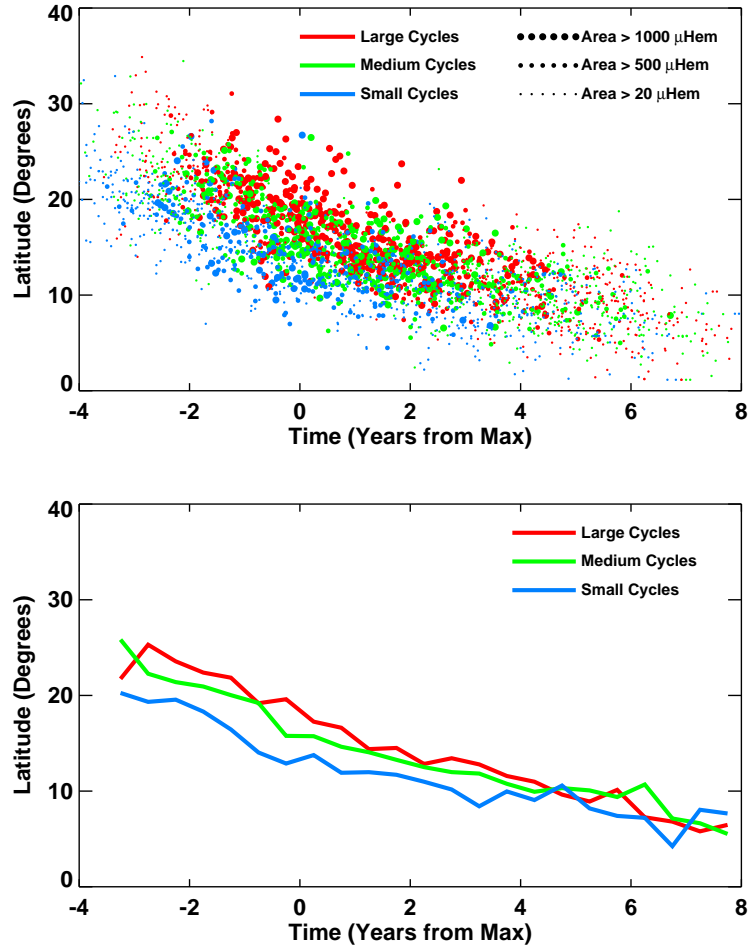 40
30
20
10
0
Latitude (Degrees)
Large Cycles
Medium Cycles
Small Cycles
Area > 1000 μHem
Area > 500 μHem
Area > 20 μHem
-4 -2 0 2 4 6 8
Time (Years from Max)
40
30
20
10
0
Latitude (Degrees)
Large Cycles
Medium Cycles
Small Cycles
-4 -2 0 2 4 6 8
Time (Years from Max)